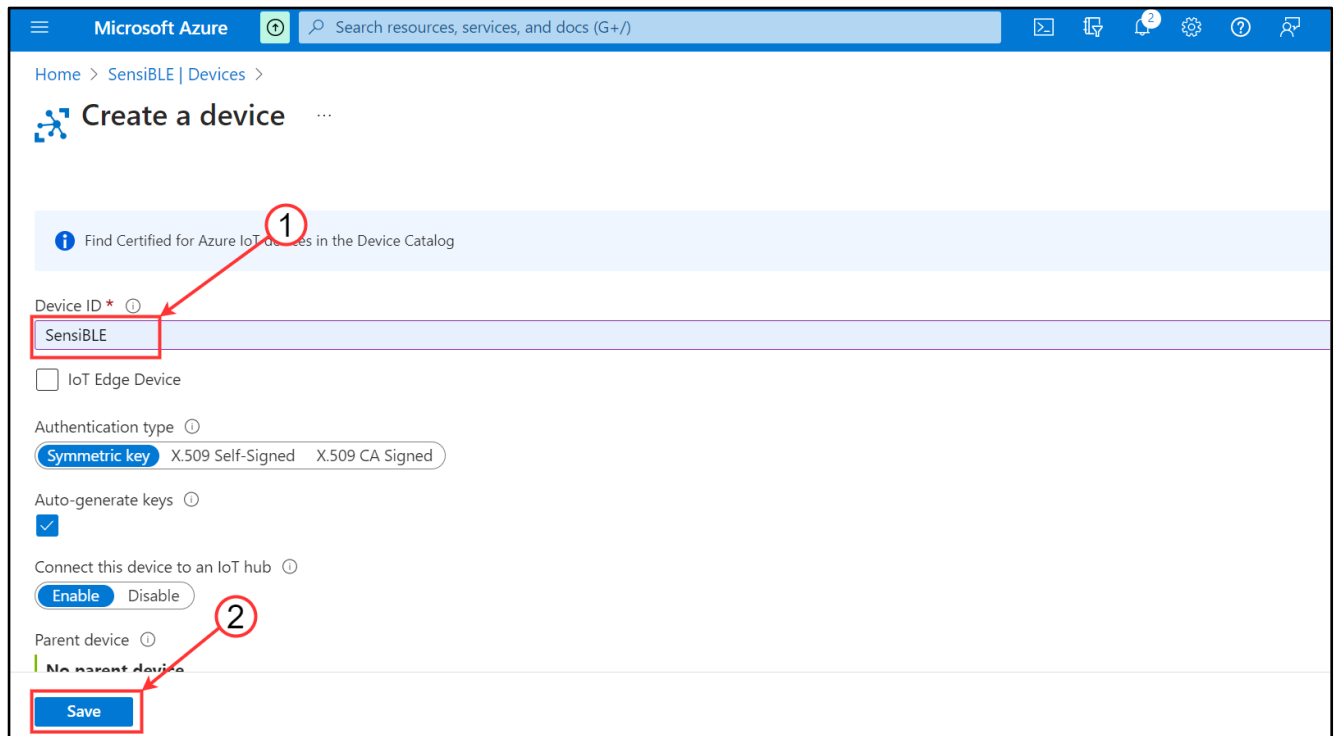 Microsoft Azure
Search resources, services, and docs (G+/)
2
Home > SensiBLE | Devices >
Create a device ...
1
Find Certified for Azure IoT devices in the Device Catalog
Device ID * 
SensiBLE
IoT Edge Device
Authentication type
Symmetric key X.509 Self-Signed X.509 CA Signed
Auto-generate keys
Connect this device to an IoT hub
Enable Disable
2
Parent device
No parent device
Save